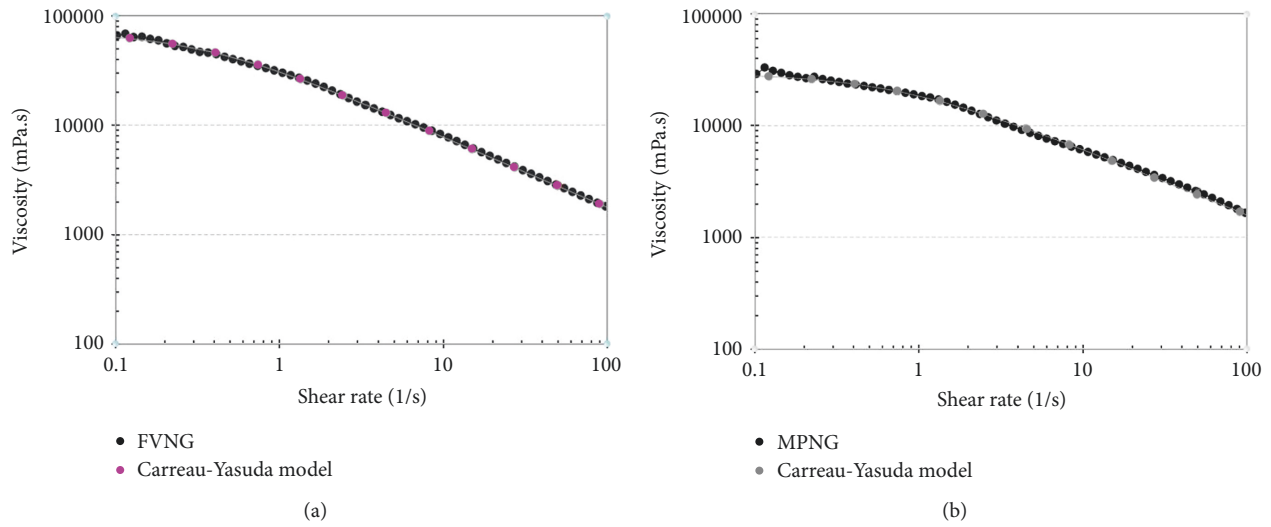 100000
10000
1000
100
Viscosity (mPa.s)
0.1 1 10 100
Shear rate (1/s)
FVNG
Carreau-Yasuda model
(a)
100000
10000
1000
100
Viscosity (mPa.s)
0.1 1 10 100
Shear rate (1/s)
MPNG
Carreau-Yasuda model
(b)